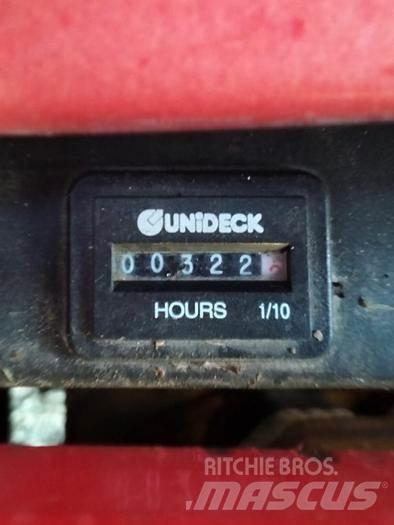 UNIDECK
00322
HOURS 1/10
RITCHIE BROS.
MASCUS